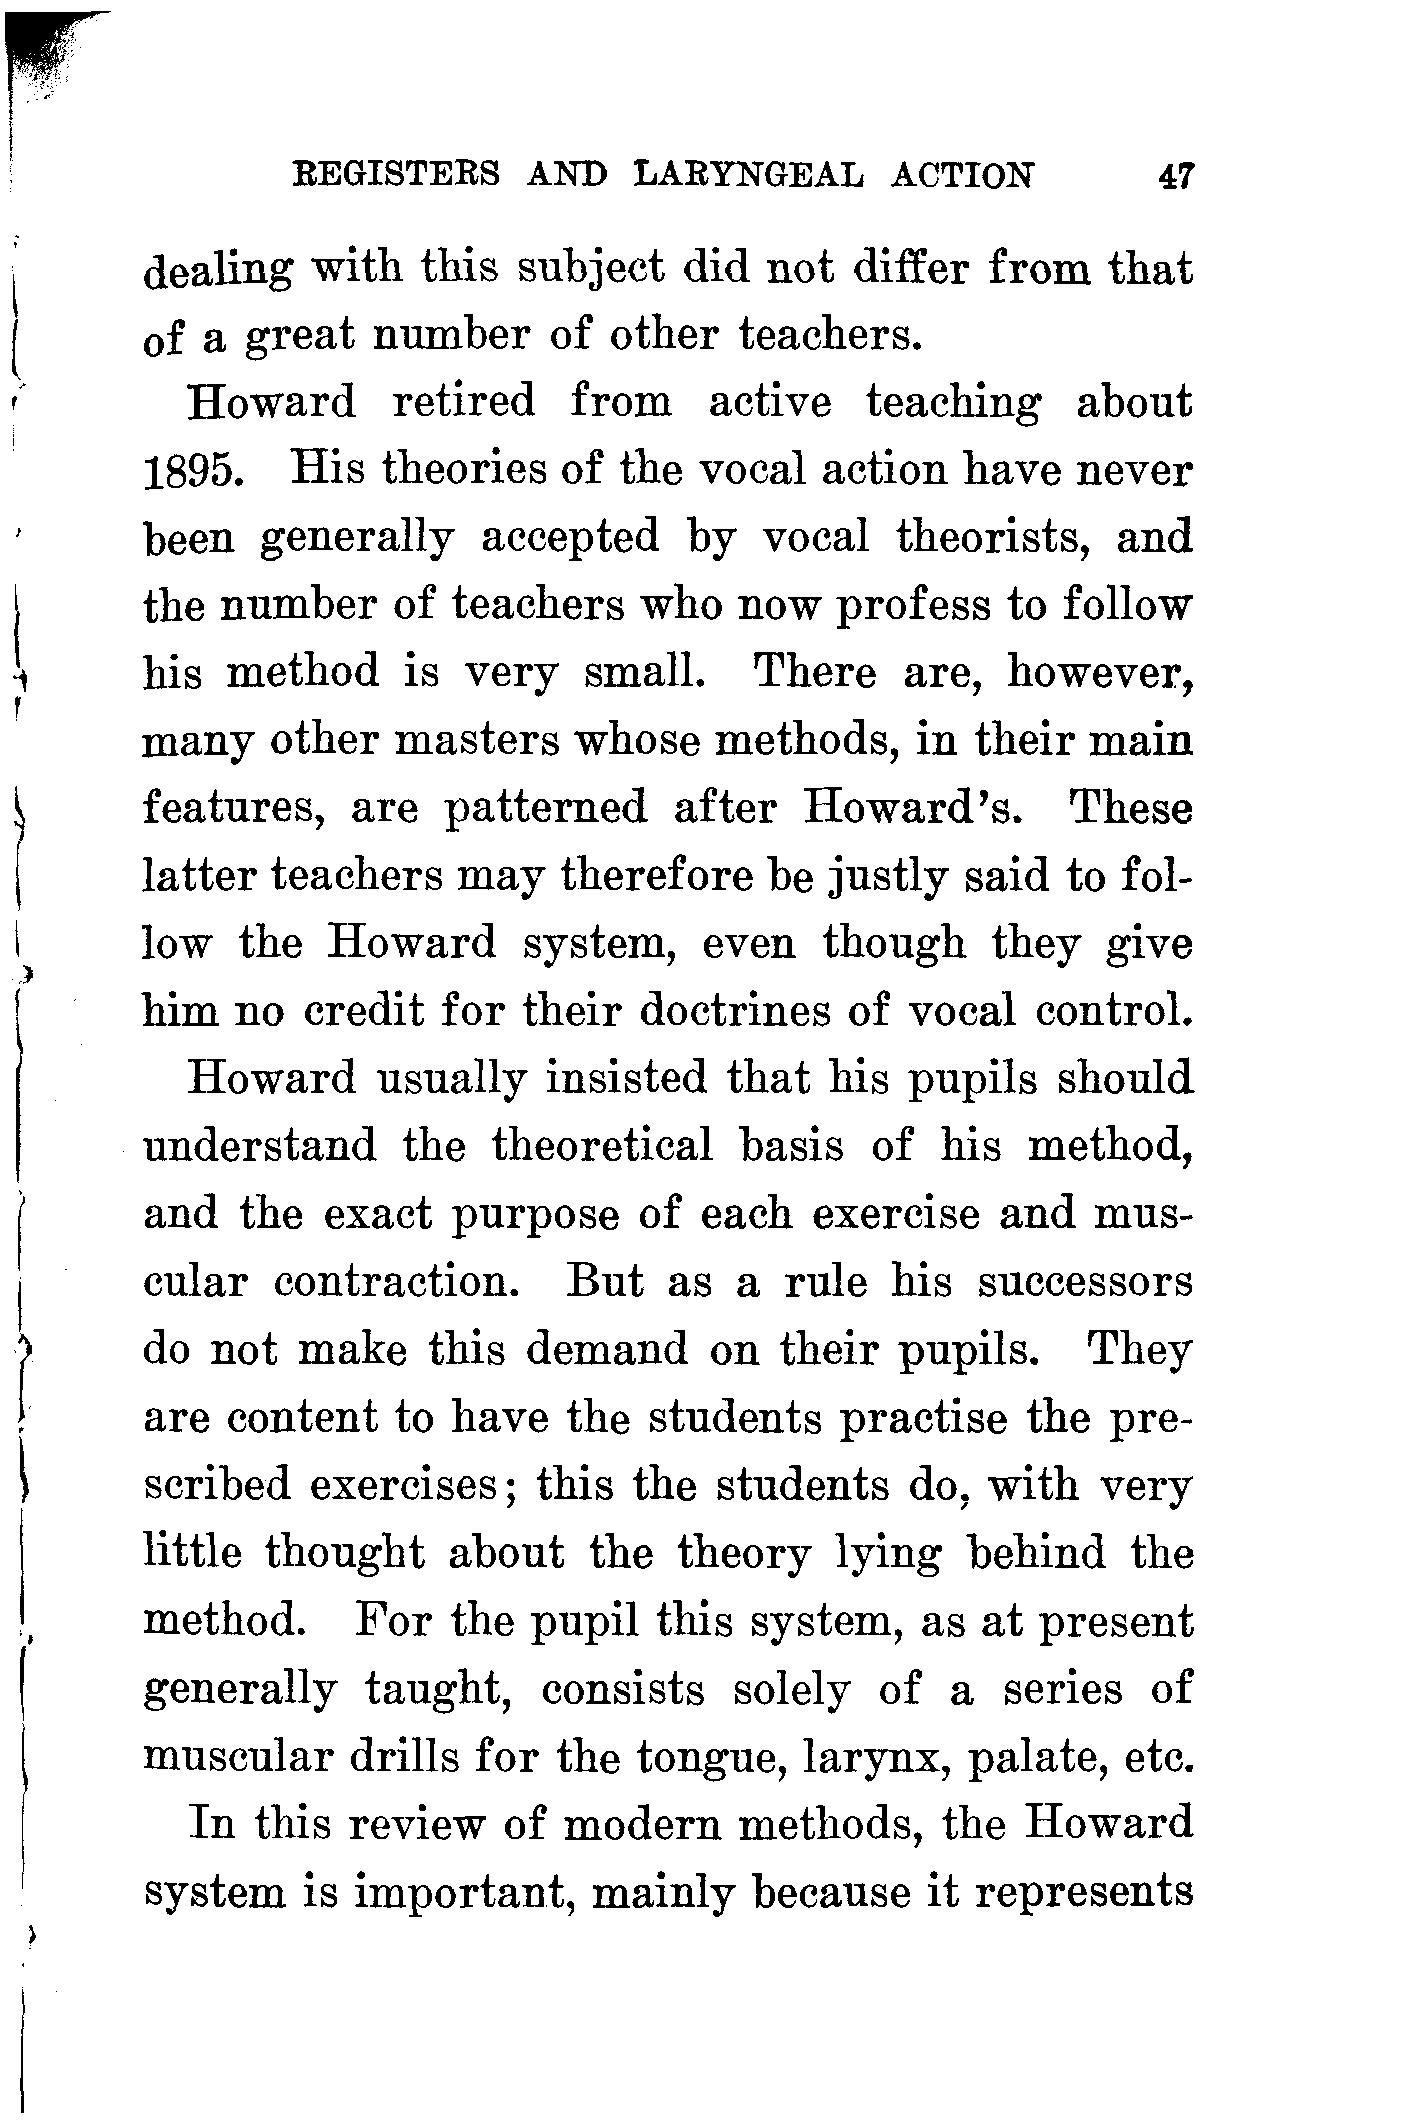 REGISTERS AND LARYNGEAL ACTION 47
dealing with this subject did not differ from that
of a great number of other teachers.
Howard retired from active teaching about
1895. His theories of the vocal action have never
been generally accepted by vocal theorists, and
the number of teachers who now profess to follow
his method is very small. There are, however,
many other masters whose methods, in their main
features, are patterned after Howard's. These
latter teachers may therefore be justly said to fol-
low the Howard system, even though they give
him no credit for their doctrines of vocal control.
Howard usually insisted that his pupils should
understand the theoretical basis of his method,
and the exact purpose of each exercise and mus-
cular contraction. But as a rule his successors
do not make this demand on their pupils. They
are content to have the students practise the pre-
scribed exercises; this the students do, with very
little thought about the theory lying behind the
method. For the pupil this system, as at present
generally taught, consists solely of a series of
muscular drills for the tongue, larynx, palate, etc.
In this review of modern methods, the Howard
system is important, mainly because it represents